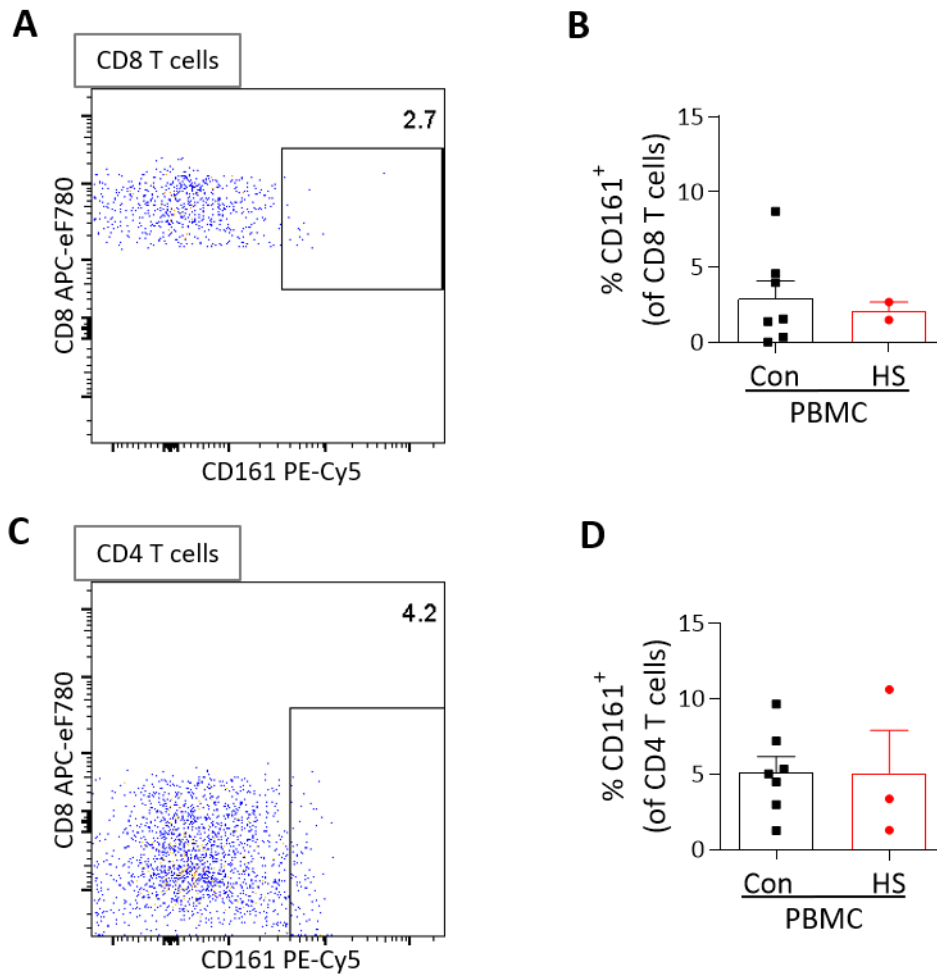 A
CD8 T cells
2.7
CD8 APC-eF780
CD161 PE-Cy5
B
15
10
5
0
% CD161+
(of CD8 T cells)
Con HS
PBMC
C
CD4 T cells
4.2
CD8 APC-eF780
CD161 PE-Cy5
D
15
10
5
0
% CD161+
(of CD4 T cells)
Con HS
PBMC